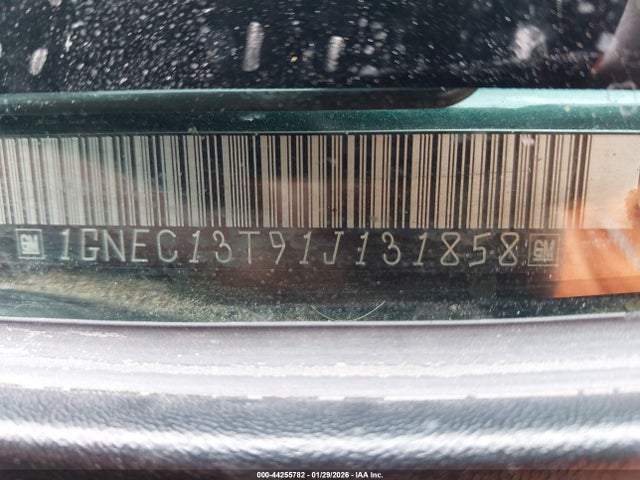 GM 1GNEC13T91J131858 GM
000-44255782 - 01/29/2026 - IAA Inc.